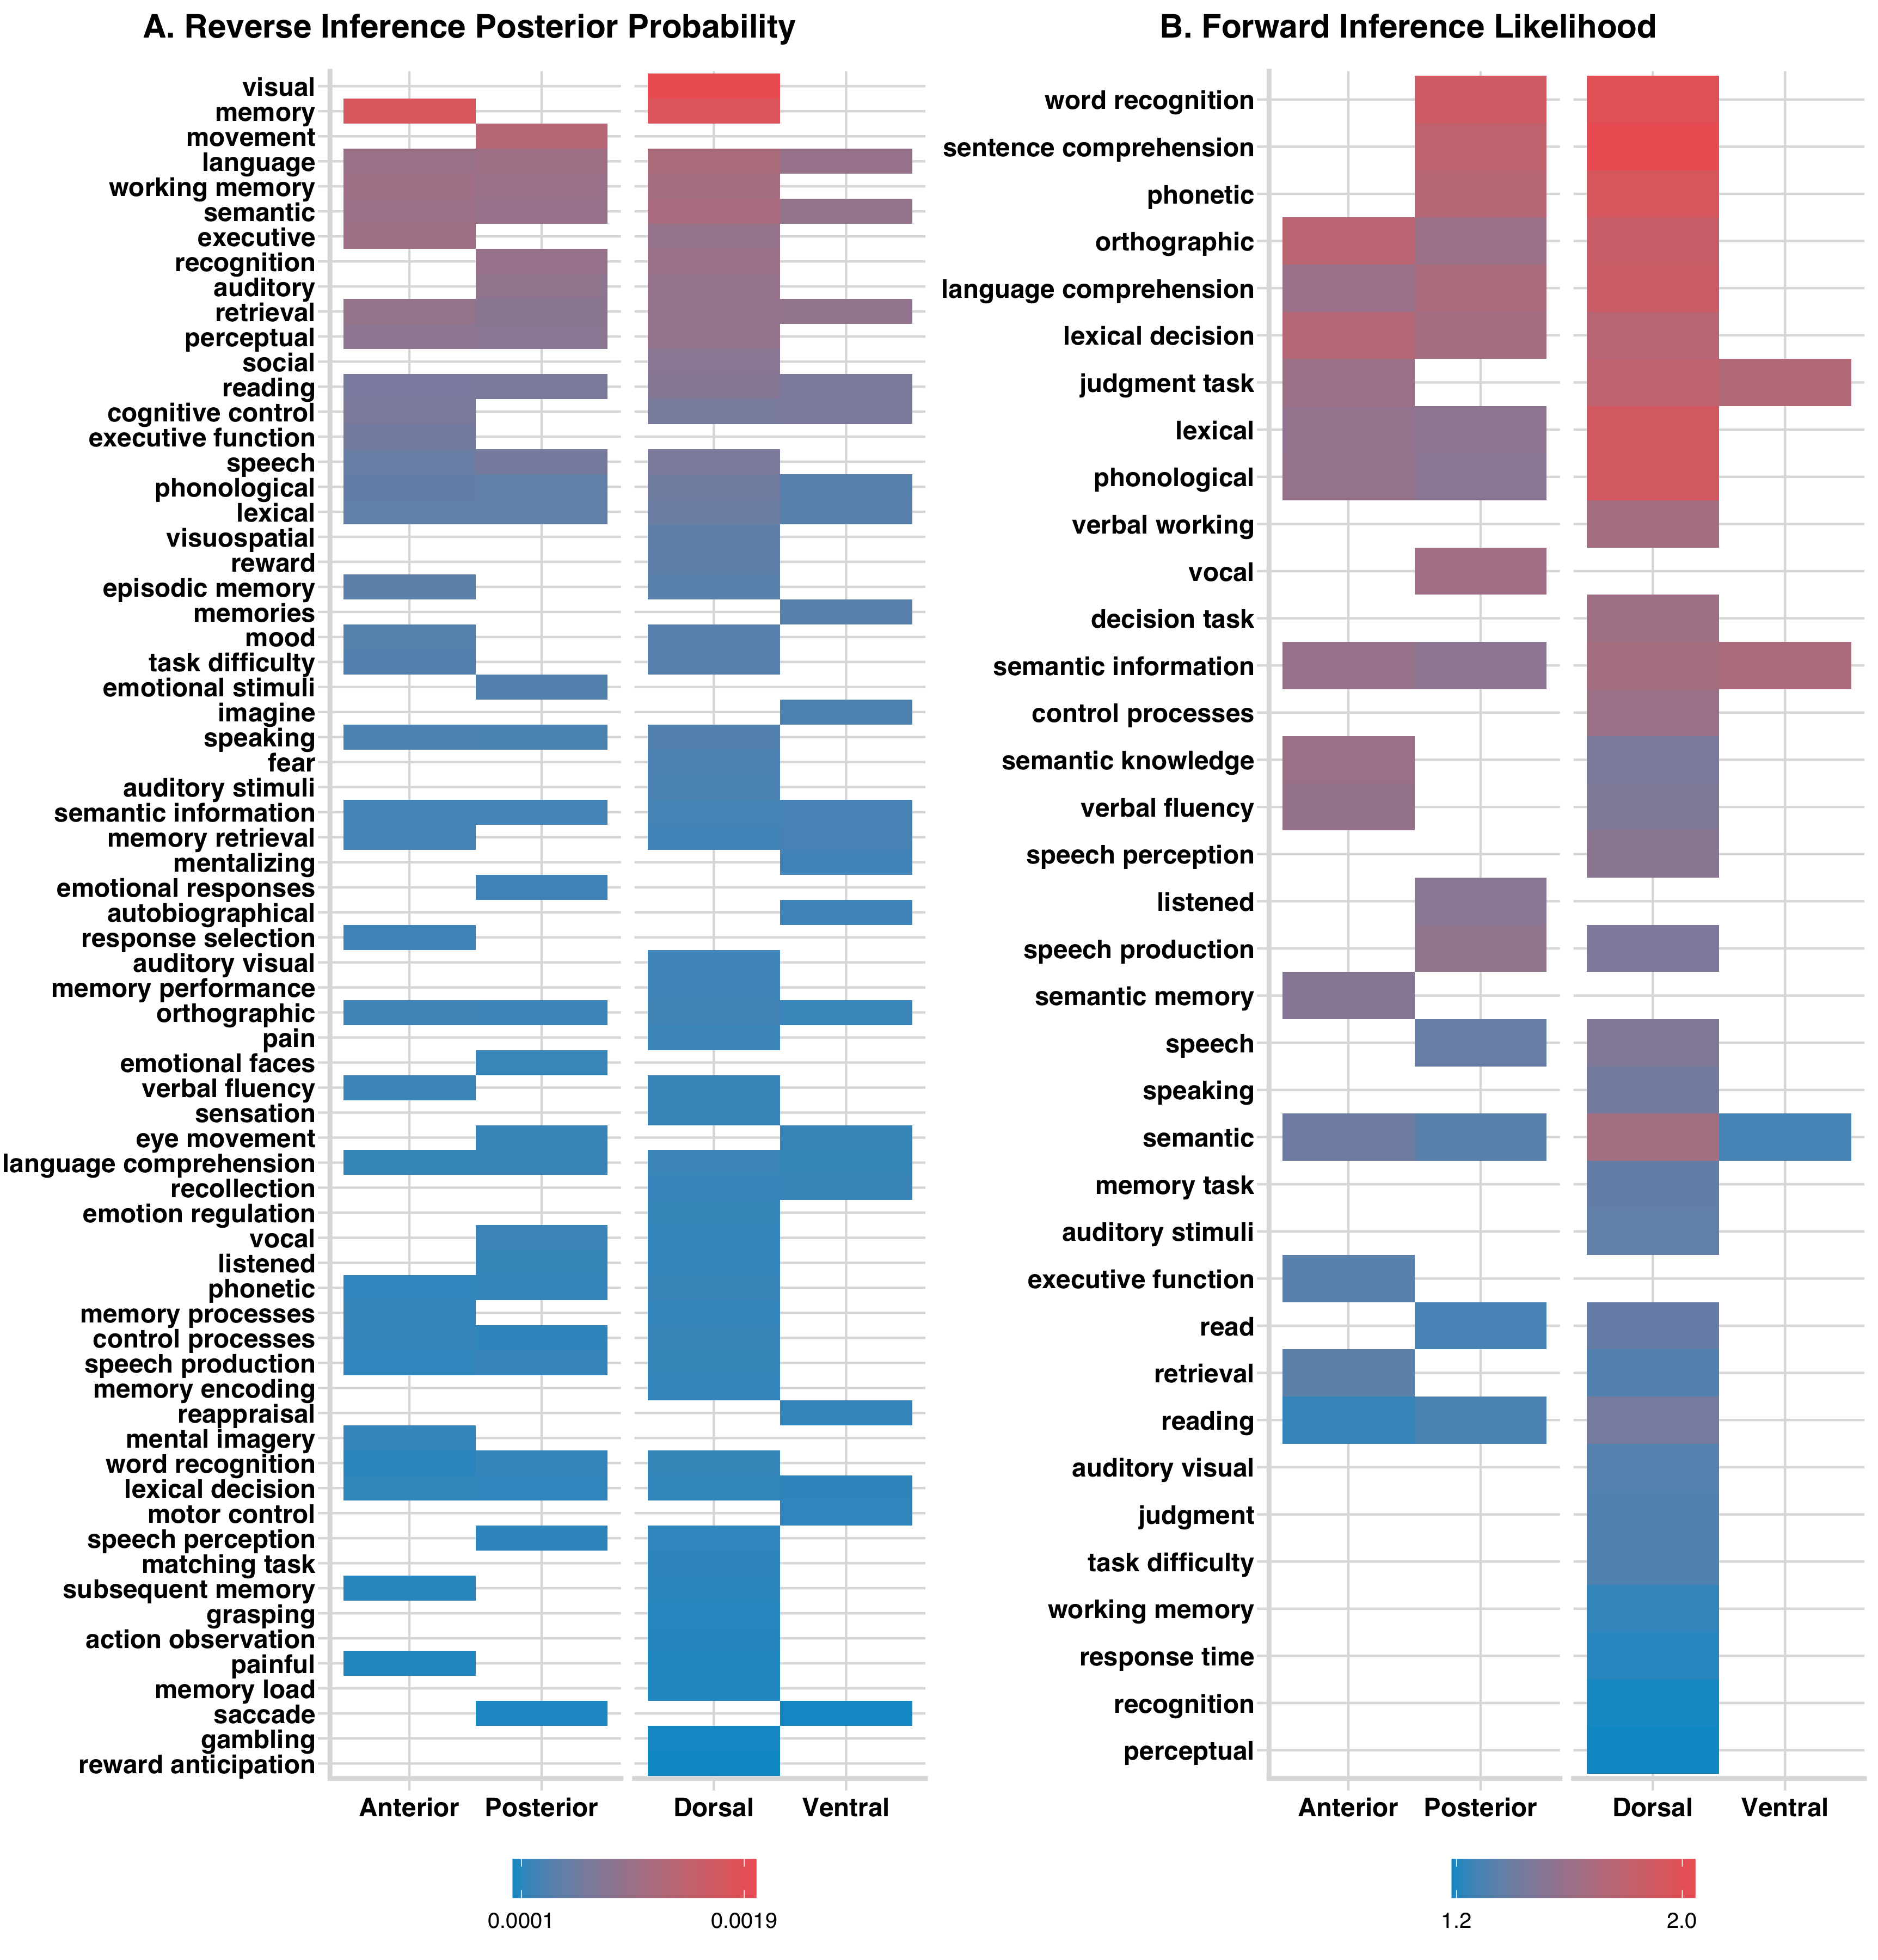 A. Reverse Inference Posterior Probability
visual
memory
movement
language
working memory
semantic
executive
recognition
auditory
retrieval
perceptual
social
reading
cognitive control
executive function
speech
phonological
lexical
visuospatial
reward
episodic memory
memories
mood
task difficulty
emotional stimuli
imagine
speaking
fear
auditory stimuli
semantic information
memory retrieval
mentalizing
emotional responses
autobiographical
response selection
auditory visual
memory performance
orthographic
pain
emotional faces
verbal fluency
sensation
eye movement
language comprehension
recollection
emotion regulation
vocal
listened
phonetic
memory processes
control processes
speech production
memory encoding
reappraisal
mental imagery
word recognition
lexical decision
motor control
speech perception
matching task
subsequent memory
grasping
action observation
painful
memory load
saccade
gambling
reward anticipation
Anterior Posterior Dorsal Ventral
0.0001 0.0019
B. Forward Inference Likelihood
word recognition
sentence comprehension
phonetic
orthographic
language comprehension
lexical decision
judgment task
lexical
phonological
verbal working
vocal
decision task
semantic information
control processes
semantic knowledge
verbal fluency
speech perception
listened
speech production
semantic memory
speech
speaking
semantic
memory task
auditory stimuli
executive function
read
retrieval
reading
auditory visual
judgment
task difficulty
working memory
response time
recognition
perceptual
Anterior Posterior Dorsal Ventral
1.2 2.0